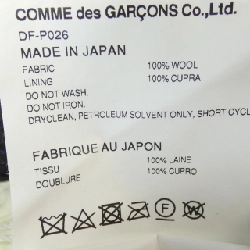 COMME des GARÇONS Co.,Ltd.
DF-P026
MADE IN JAPAN
FABRIC 100% WOOL
LINING 100% CUPRA
DO NOT WASH.
DO NOT IRON.
DRYCLEAN, PETROLEUM SOLVENT ONLY, SHORT CYCL
FABRIQUE AU JAPON
TISSU 100% LAINE
DOUBLURE 100% CUPRO
F W